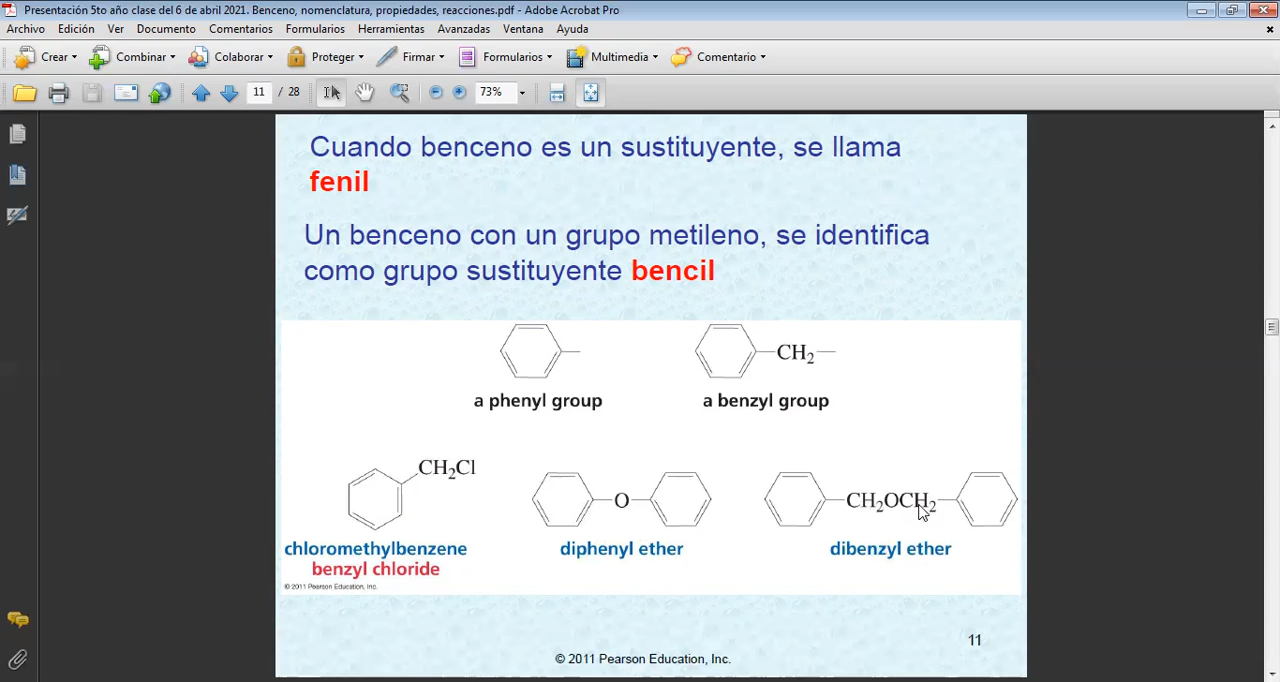 Presentación 5to año clase del 6 de abril 2021. Benceno, nomenclatura, propiedades, reacciones.pdf - Adobe Acrobat Pro
Archivo Edición Ver Documento Comentarios Formularios Herramientas Avanzadas Ventana Ayuda
Crear Combinar Colaborar Proteger Firmar Formularios Multimedia Comentario
11 / 28 73%
Cuando benceno es un sustituyente, se llama
fenil
Un benceno con un grupo metileno, se identifica
como grupo sustituyente bencil
CH2
a phenyl group a benzyl group
CH2Cl
O CH2OCH2
chloromethylbenzene diphenyl ether dibenzyl ether
benzyl chloride
© 2011 Pearson Education, Inc.
11
© 2011 Pearson Education, Inc.